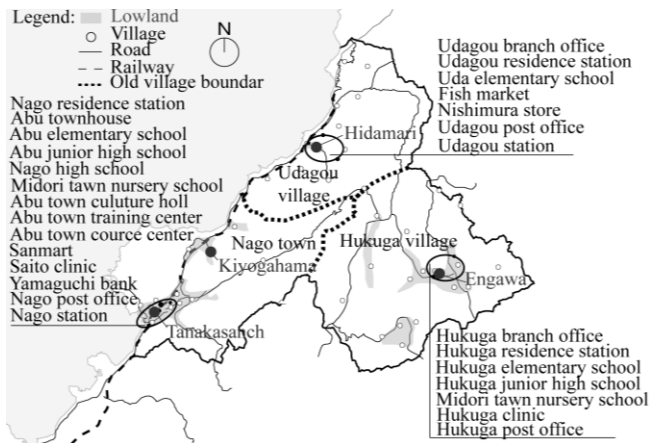 Legend: Lowland
Village
Road
Railway
Old village boundar
N
Nago residence station
Abu townhouse
Abu elementary school
Abu junior high school
Nago high school
Midori tawn nursery school
Abu town culuture holl
Abu town training center
Abu town cource center
Sanmart
Saito clinic
Yamaguchi bank
Nago post office
Nago station
Udagou branch office
Udagou residence station
Uda elementary school
Fish market
Nishimura store
Udagou post office
Udagou station
Hidamari
Udagou
village
Nago town
Kiyogahama
Hukuga village
Engawa
Tanakasanch
Hukuga branch office
Hukuga residence station
Hukuga elementary school
Hukuga junior high school
Midori tawn nursery school
Hukuga clinic
Hukuga post office